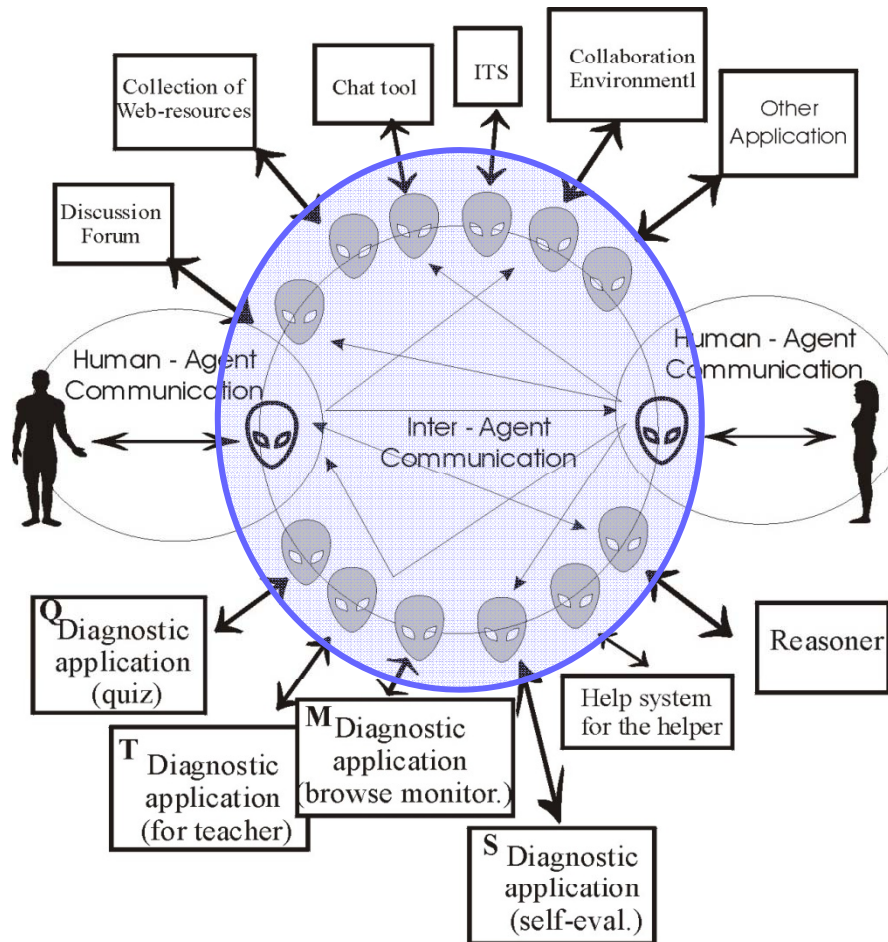 Collection of
Web-resources
Chat tool
ITS
Collaboration
Environmentl
Other
Application
Discussion
Forum
Human - Agent
Communication
Human - Agent
Communication
Inter - Agent
Communication
Q
Diagnostic
application
(quiz)
T
Diagnostic
application
(for teacher)
M
Diagnostic
application
(browse monitor.)
S
Diagnostic
application
(self-eval.)
Help system
for the helper
Reasoner